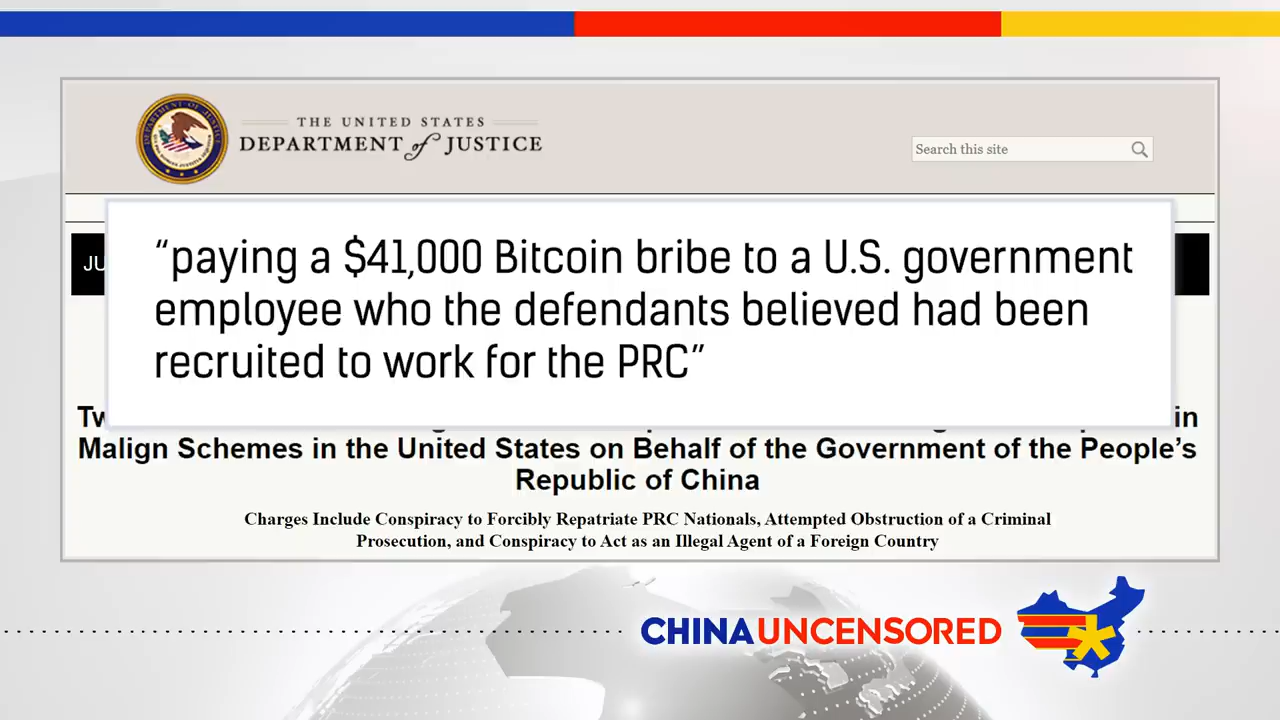 THE UNITED STATES
DEPARTMENT of JUSTICE
Search this site
JU
“paying a $41,000 Bitcoin bribe to a U.S. government
employee who the defendants believed had been
recruited to work for the PRC”
in
Malign Schemes in the United States on Behalf of the Government of the People’s
Republic of China
Charges Include Conspiracy to Forcibly Repatriate PRC Nationals, Attempted Obstruction of a Criminal
Prosecution, and Conspiracy to Act as an Illegal Agent of a Foreign Country
CHINA UNCENSORED